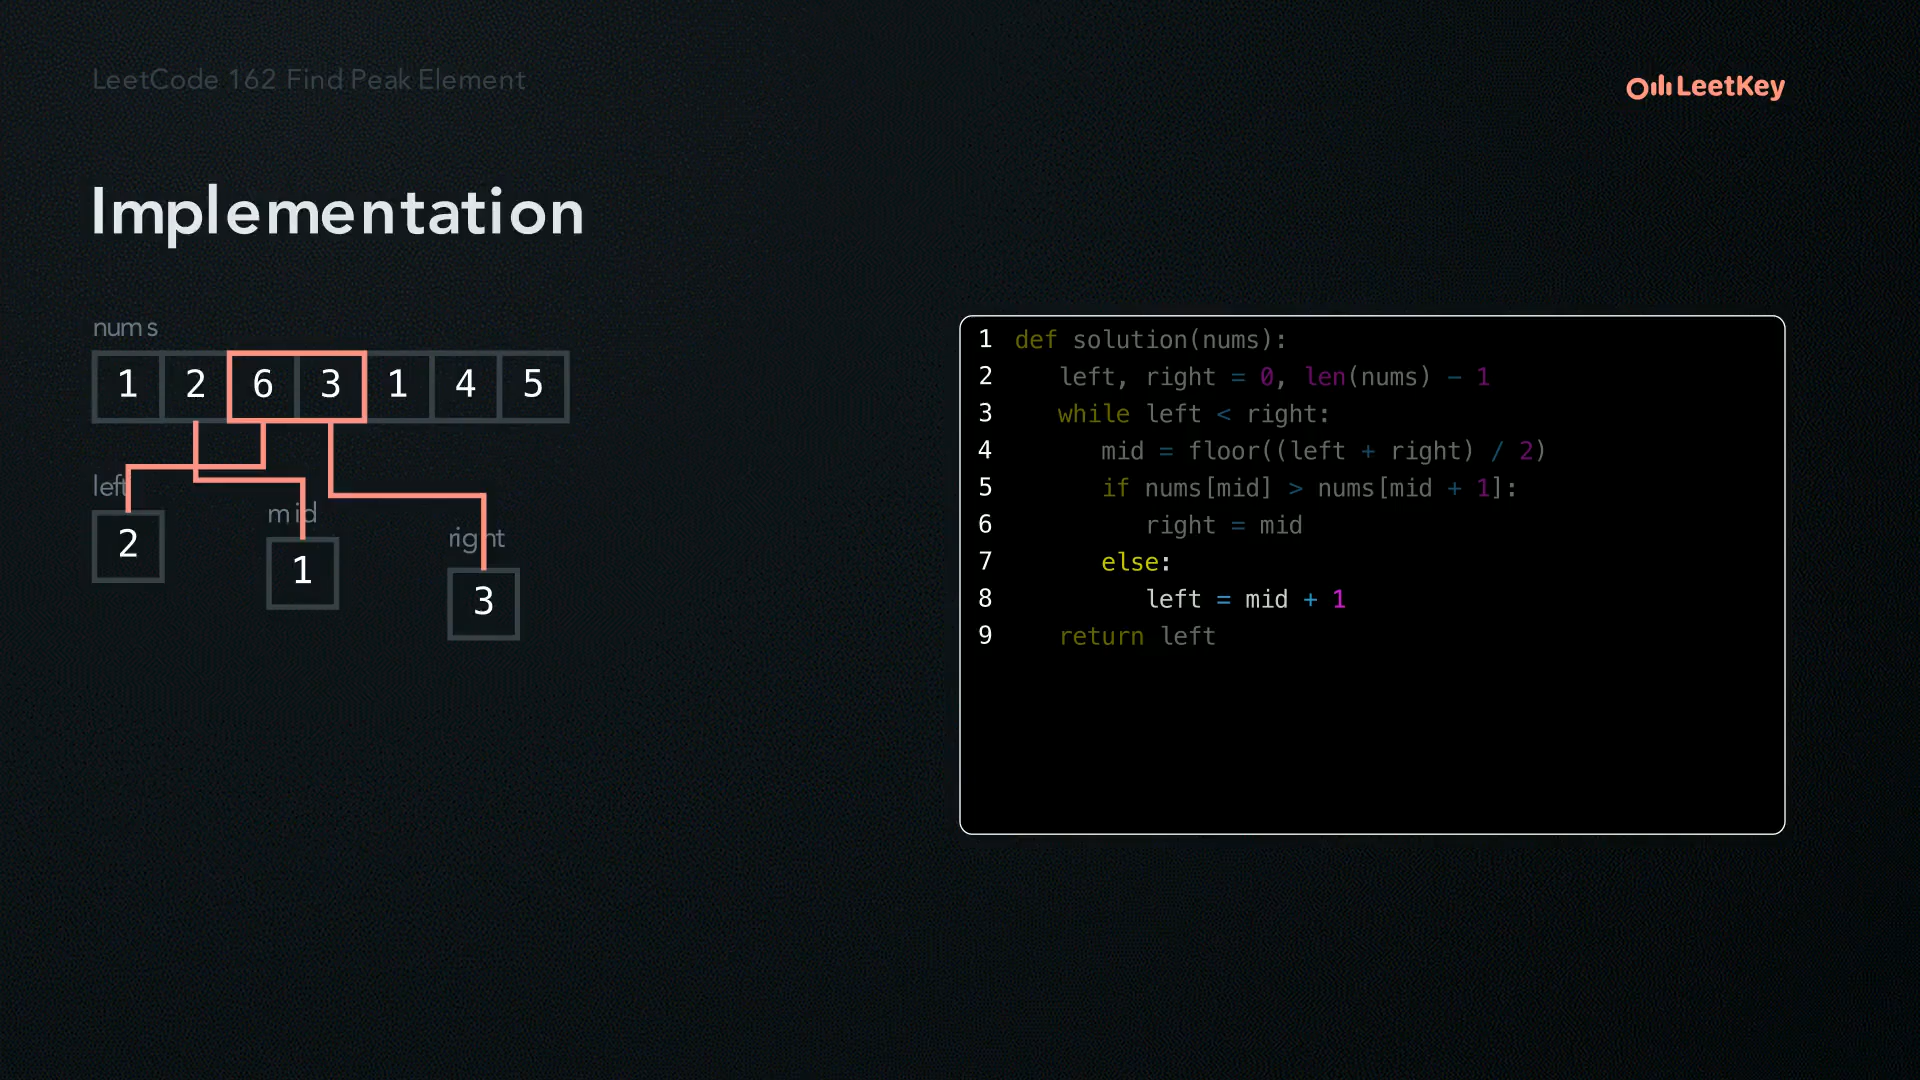 LeetCode 162 Find Peak Element
LeetKey
Implementation
nums
1 2 6 3 1 4 5
left
mid
right
2
1
3
1 def solution(nums):
2 left, right = 0, len(nums) - 1
3 while left < right:
4 mid = floor((left + right) / 2)
5 if nums[mid] > nums[mid + 1]:
6 right = mid
7 else:
8 left = mid + 1
9 return left